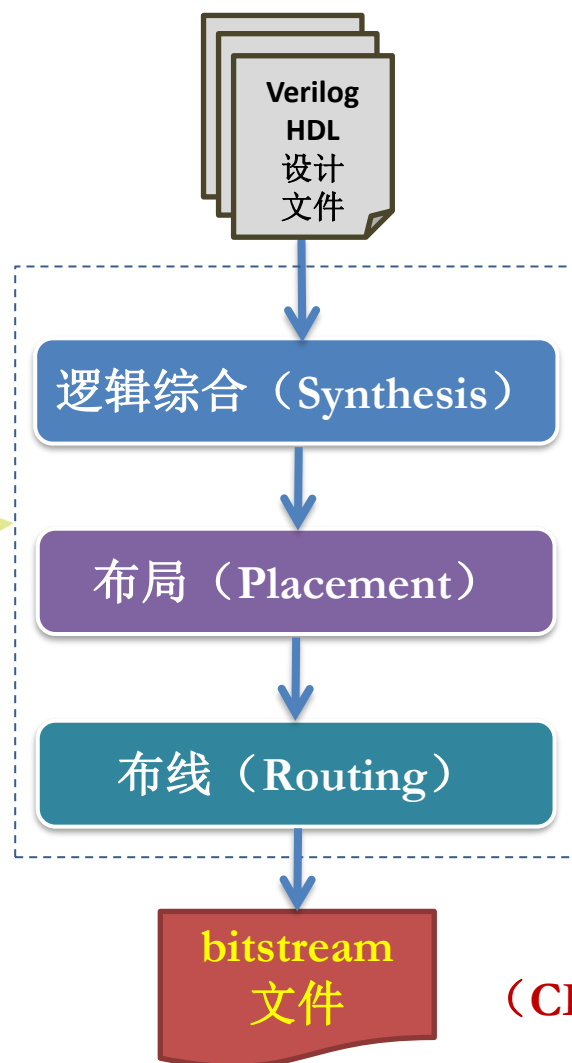 Verilog
HDL
设计
文件
逻辑综合（Synthesis）
布局（Placement）
布线（Routing）
bitstream
文件